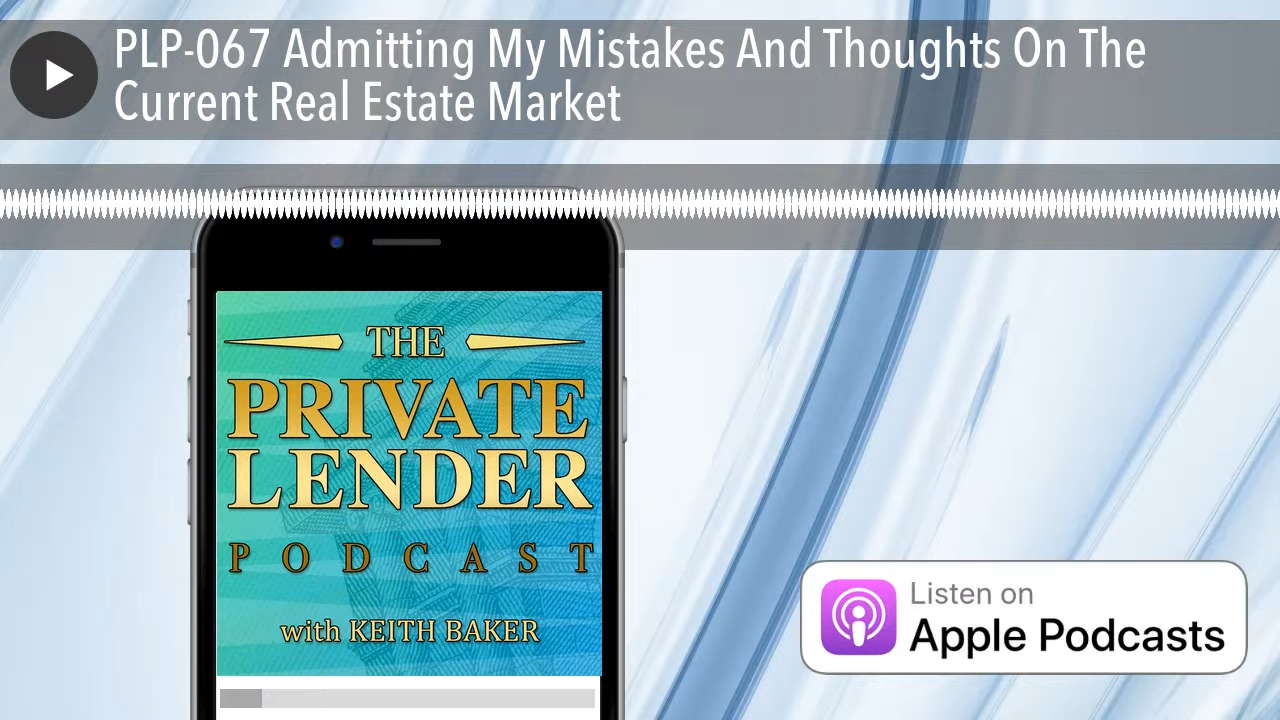 PLP-067 Admitting My Mistakes And Thoughts On The
Current Real Estate Market
THE
PRIVATE
LENDER
PODCAST
with KEITH BAKER
Listen on
Apple Podcasts